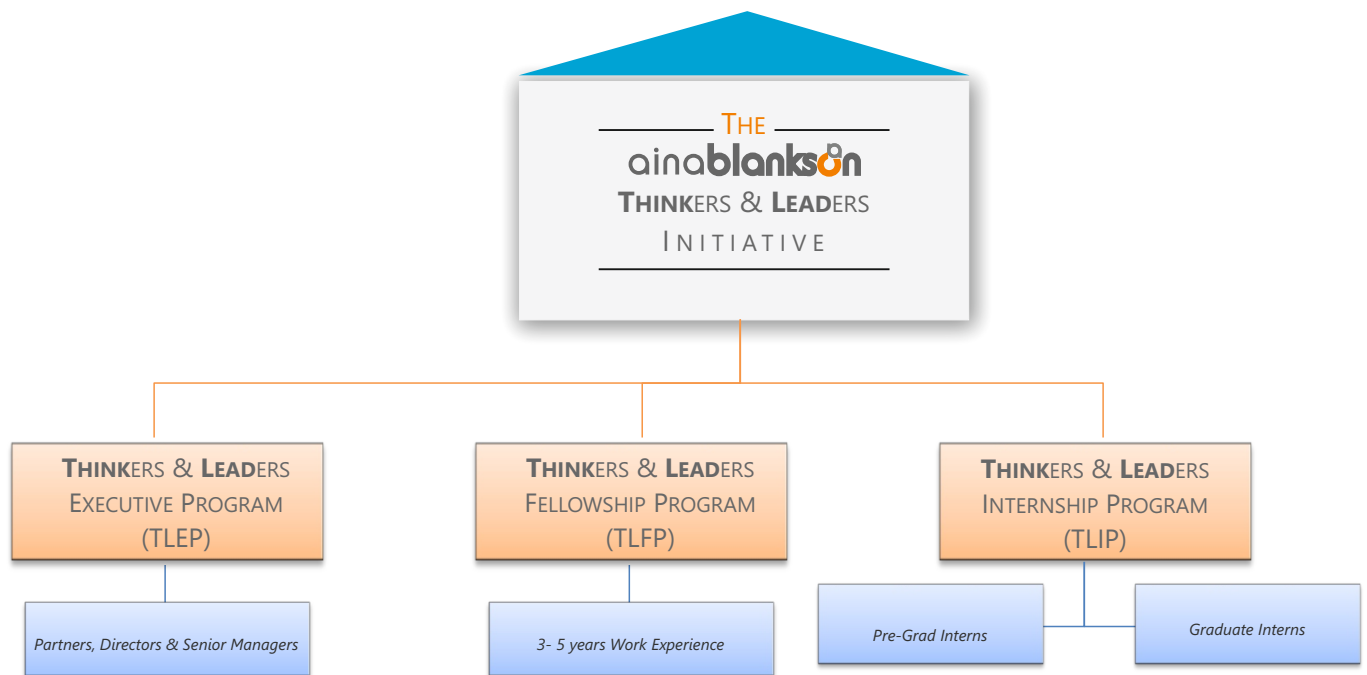 THE
ainablankson
THINKERS & LEADERS
INITIATIVE
THINKERS & LEADERS
EXECUTIVE PROGRAM
(TLEP)
THINKERS & LEADERS
FELLOWSHIP PROGRAM
(TLFP)
THINKERS & LEADERS
INTERNSHIP PROGRAM
(TLIP)
Partners, Directors & Senior Managers
3- 5 years Work Experience
Pre-Grad Interns
Graduate Interns